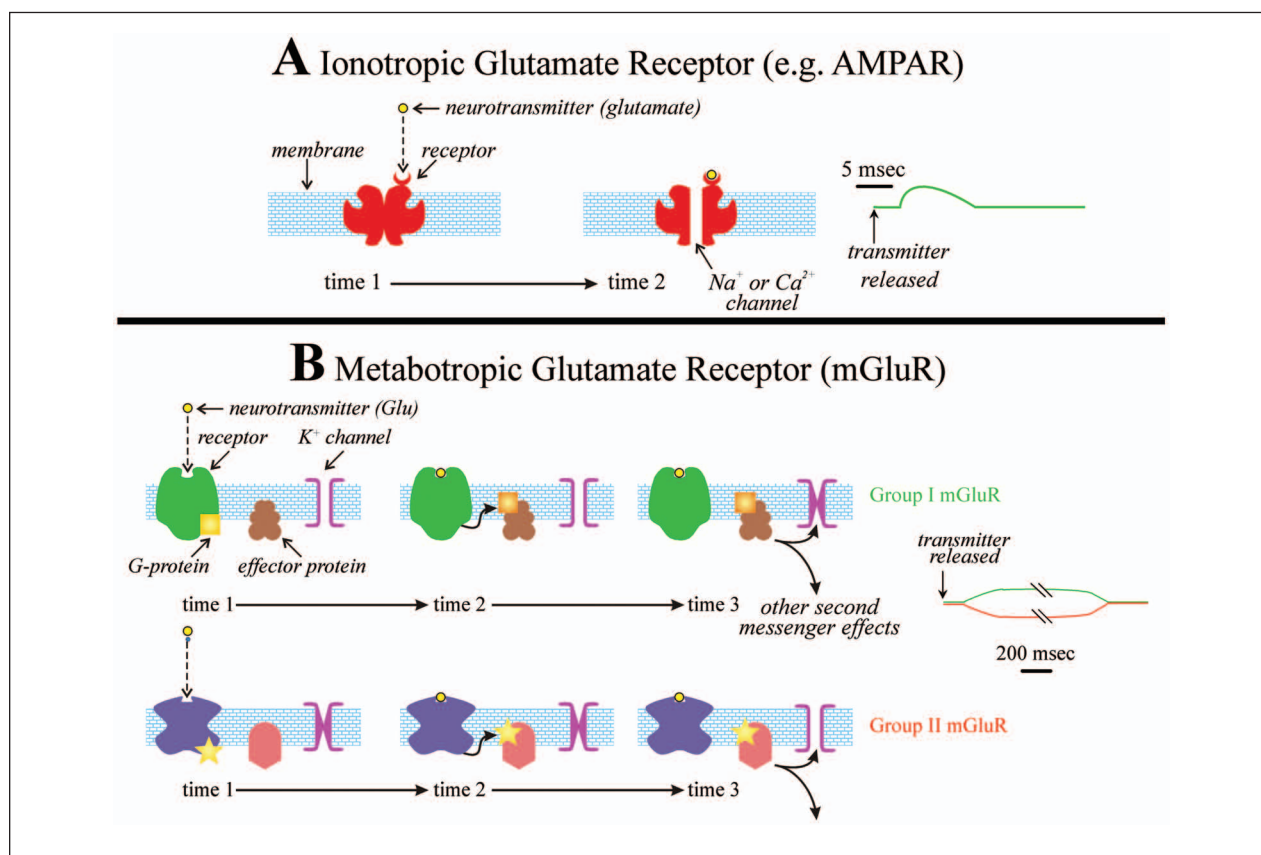 A Ionotropic Glutamate Receptor (e.g. AMPAR)
neurotransmitter (glutamate)
membrane
receptor
5 msec
transmitter
released
time 1
time 2
Na⁺ or Ca²⁺
channel
B Metabotropic Glutamate Receptor (mGluR)
neurotransmitter (Glu)
receptor
K⁺ channel
Group I mGluR
G-protein
effector protein
transmitter
released
time 1
time 2
time 3
other second
messenger effects
200 msec
Group II mGluR
time 1
time 2
time 3